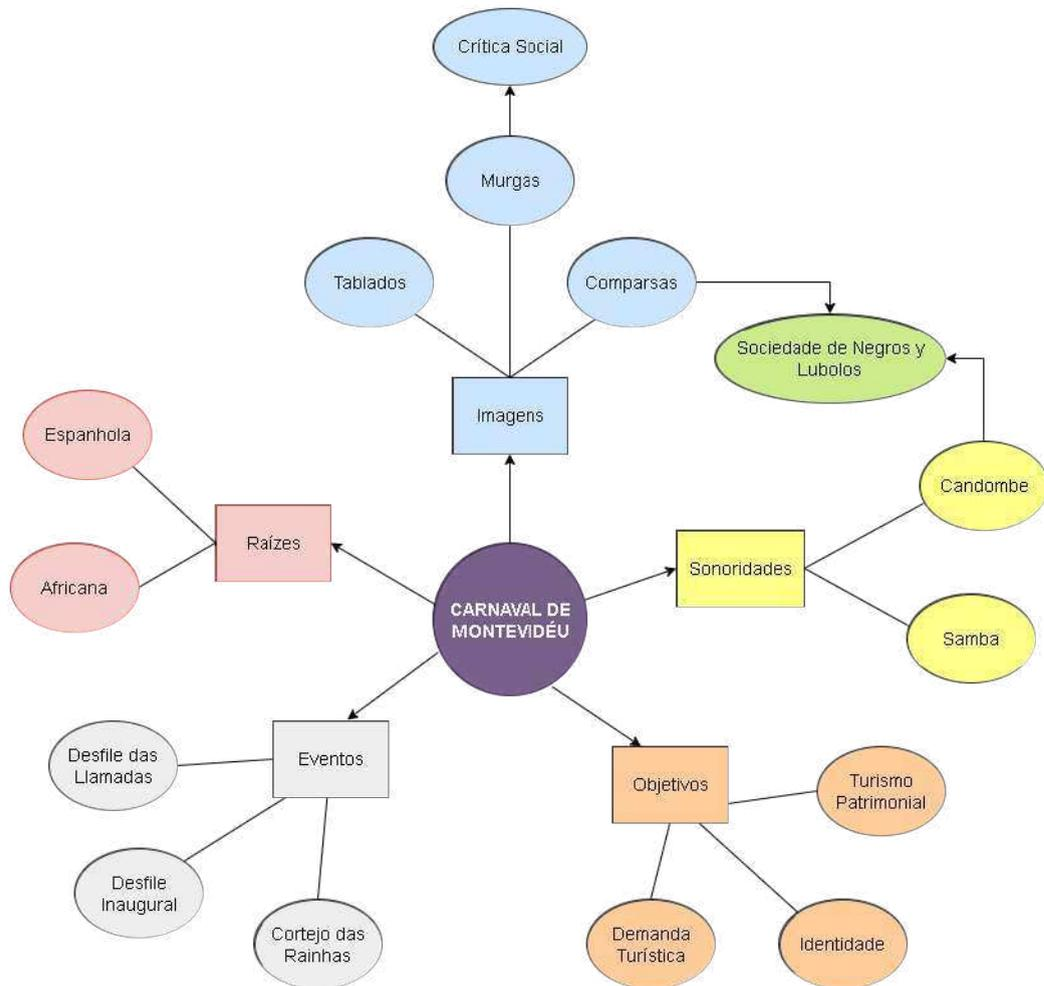 Crítica Social
Murgas
Tablados
Comparsas
Sociedade de Negros y
Lubolos
Imagens
Espanhola
Candombe
Raízes
Sonoridades
Africana
CARNAVAL DE
MONTEVIDÉU
Samba
Desfile das
Llamadas
Eventos
Objetivos
Turismo
Patrimonial
Desfile
Inaugural
Cortejo das
Rainhas
Demanda
Turística
Identidade